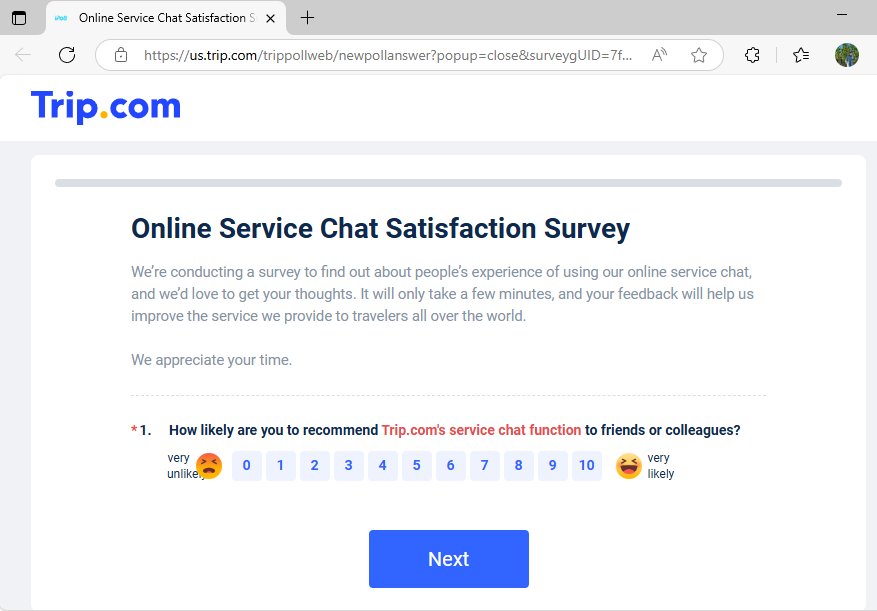 Online Service Chat Satisfaction S
https://us.trip.com/trippollweb/newpollanswer?popup=close&surveygUID=7f...
Trip.com
Online Service Chat Satisfaction Survey
We're conducting a survey to find out about people's experience of using our online service chat,
and we'd love to get your thoughts. It will only take a few minutes, and your feedback will help us
improve the service we provide to travelers all over the world.
We appreciate your time.
* 1. How likely are you to recommend Trip.com's service chat function to friends or colleagues?
very
unlikely
0 1 2 3 4 5 6 7 8 9 10
very
likely
Next